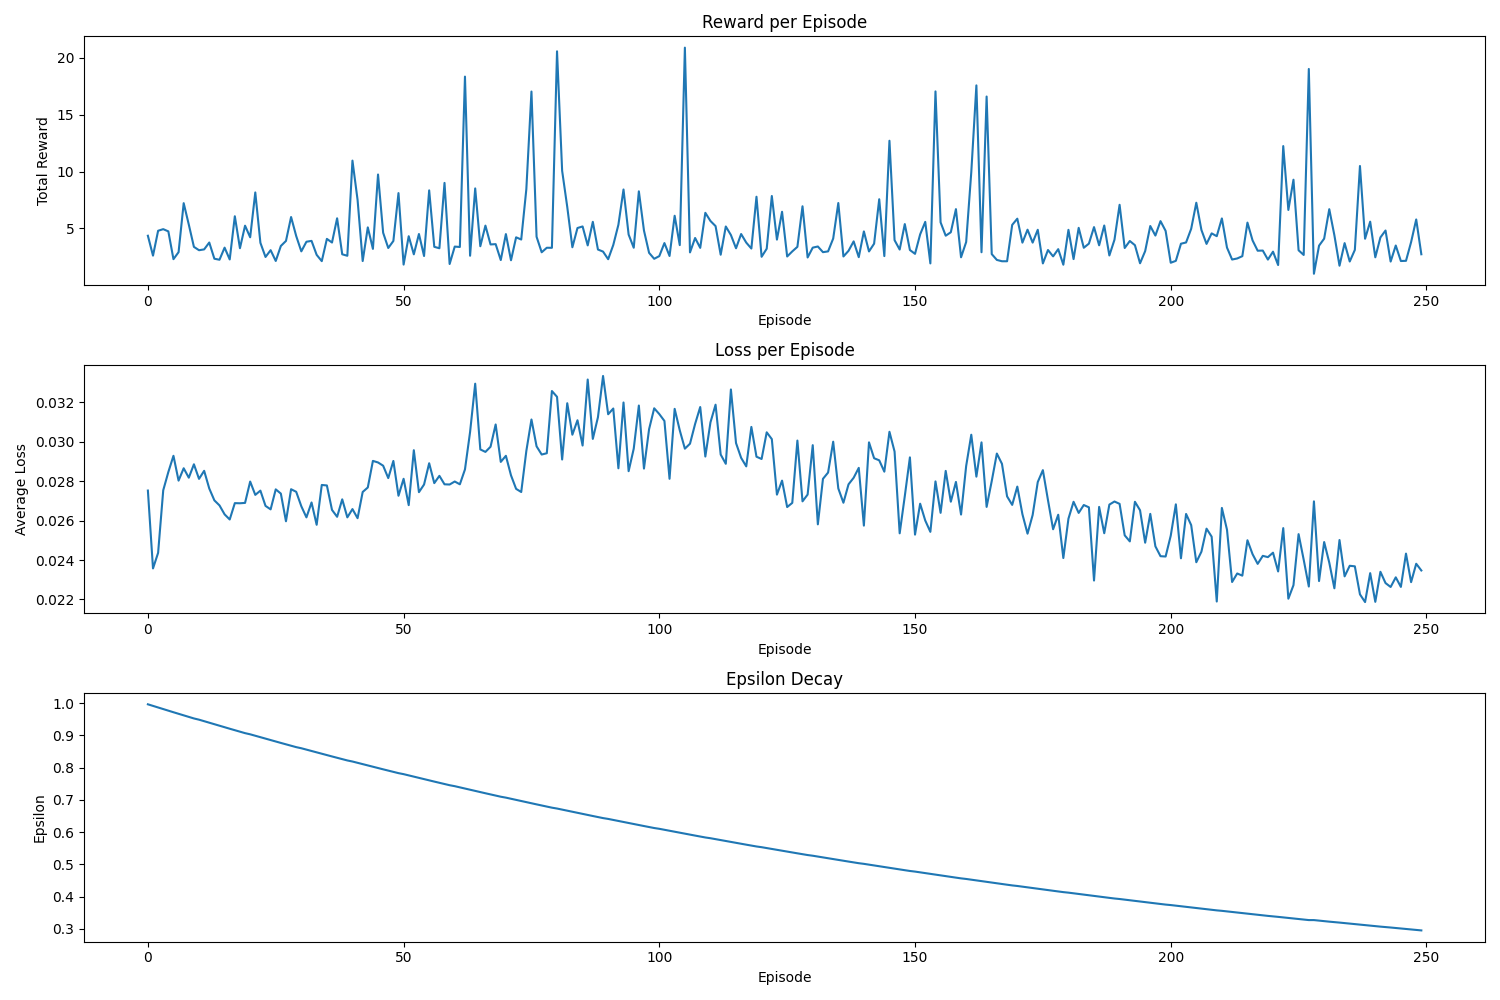 Reward per Episode
Total Reward
20
15
10
5
0 50 100 150 200 250
Episode
Loss per Episode
Average Loss
0.032
0.030
0.028
0.026
0.024
0.022
0 50 100 150 200 250
Episode
Epsilon Decay
Epsilon
1.0
0.9
0.8
0.7
0.6
0.5
0.4
0.3
0 50 100 150 200 250
Episode